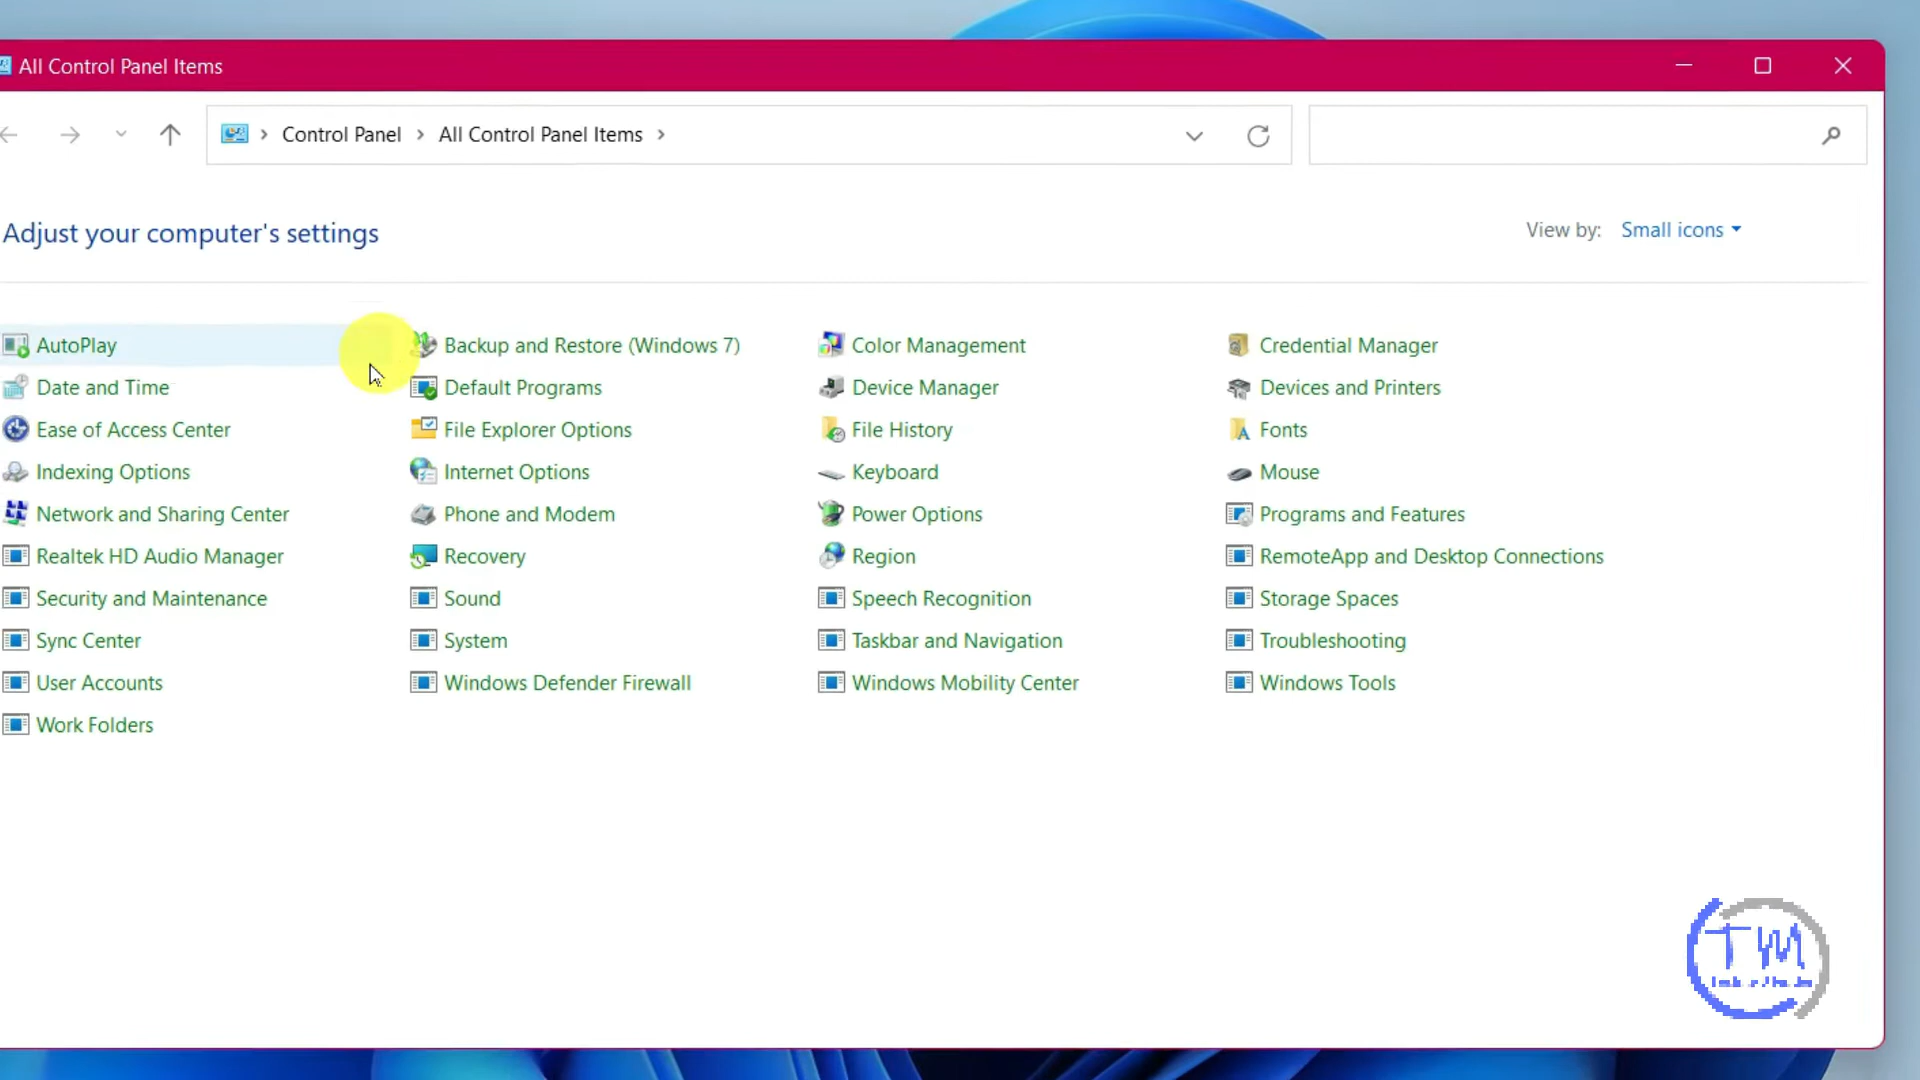 All Control Panel Items
Control Panel > All Control Panel Items >
Adjust your computer's settings
View by: Small icons
AutoPlay Backup and Restore (Windows 7) Color Management Credential Manager
Date and Time Default Programs Device Manager Devices and Printers
Ease of Access Center File Explorer Options File History Fonts
Indexing Options Internet Options Keyboard Mouse
Network and Sharing Center Phone and Modem Power Options Programs and Features
Realtek HD Audio Manager Recovery Region RemoteApp and Desktop Connections
Security and Maintenance Sound Speech Recognition Storage Spaces
Sync Center System Taskbar and Navigation Troubleshooting
User Accounts Windows Defender Firewall Windows Mobility Center Windows Tools
Work Folders
TM